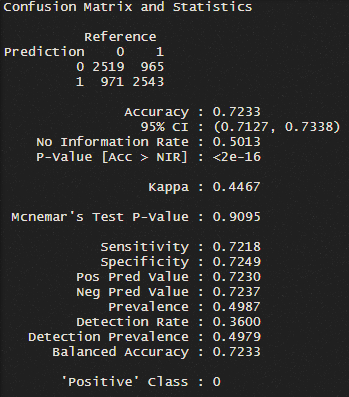 Confusion Matrix and Statistics
Reference
Prediction 0 1
0 2519 965
1 971 2543
Accuracy : 0.7233
95% CI : (0.7127, 0.7338)
No Information Rate : 0.5013
P-Value [Acc > NIR] : <2e-16
Kappa : 0.4467
Mcnemar's Test P-Value : 0.9095
Sensitivity : 0.7218
Specificity : 0.7249
Pos Pred Value : 0.7230
Neg Pred Value : 0.7237
Prevalence : 0.4987
Detection Rate : 0.3600
Detection Prevalence : 0.4979
Balanced Accuracy : 0.7233
'Positive' Class : 0